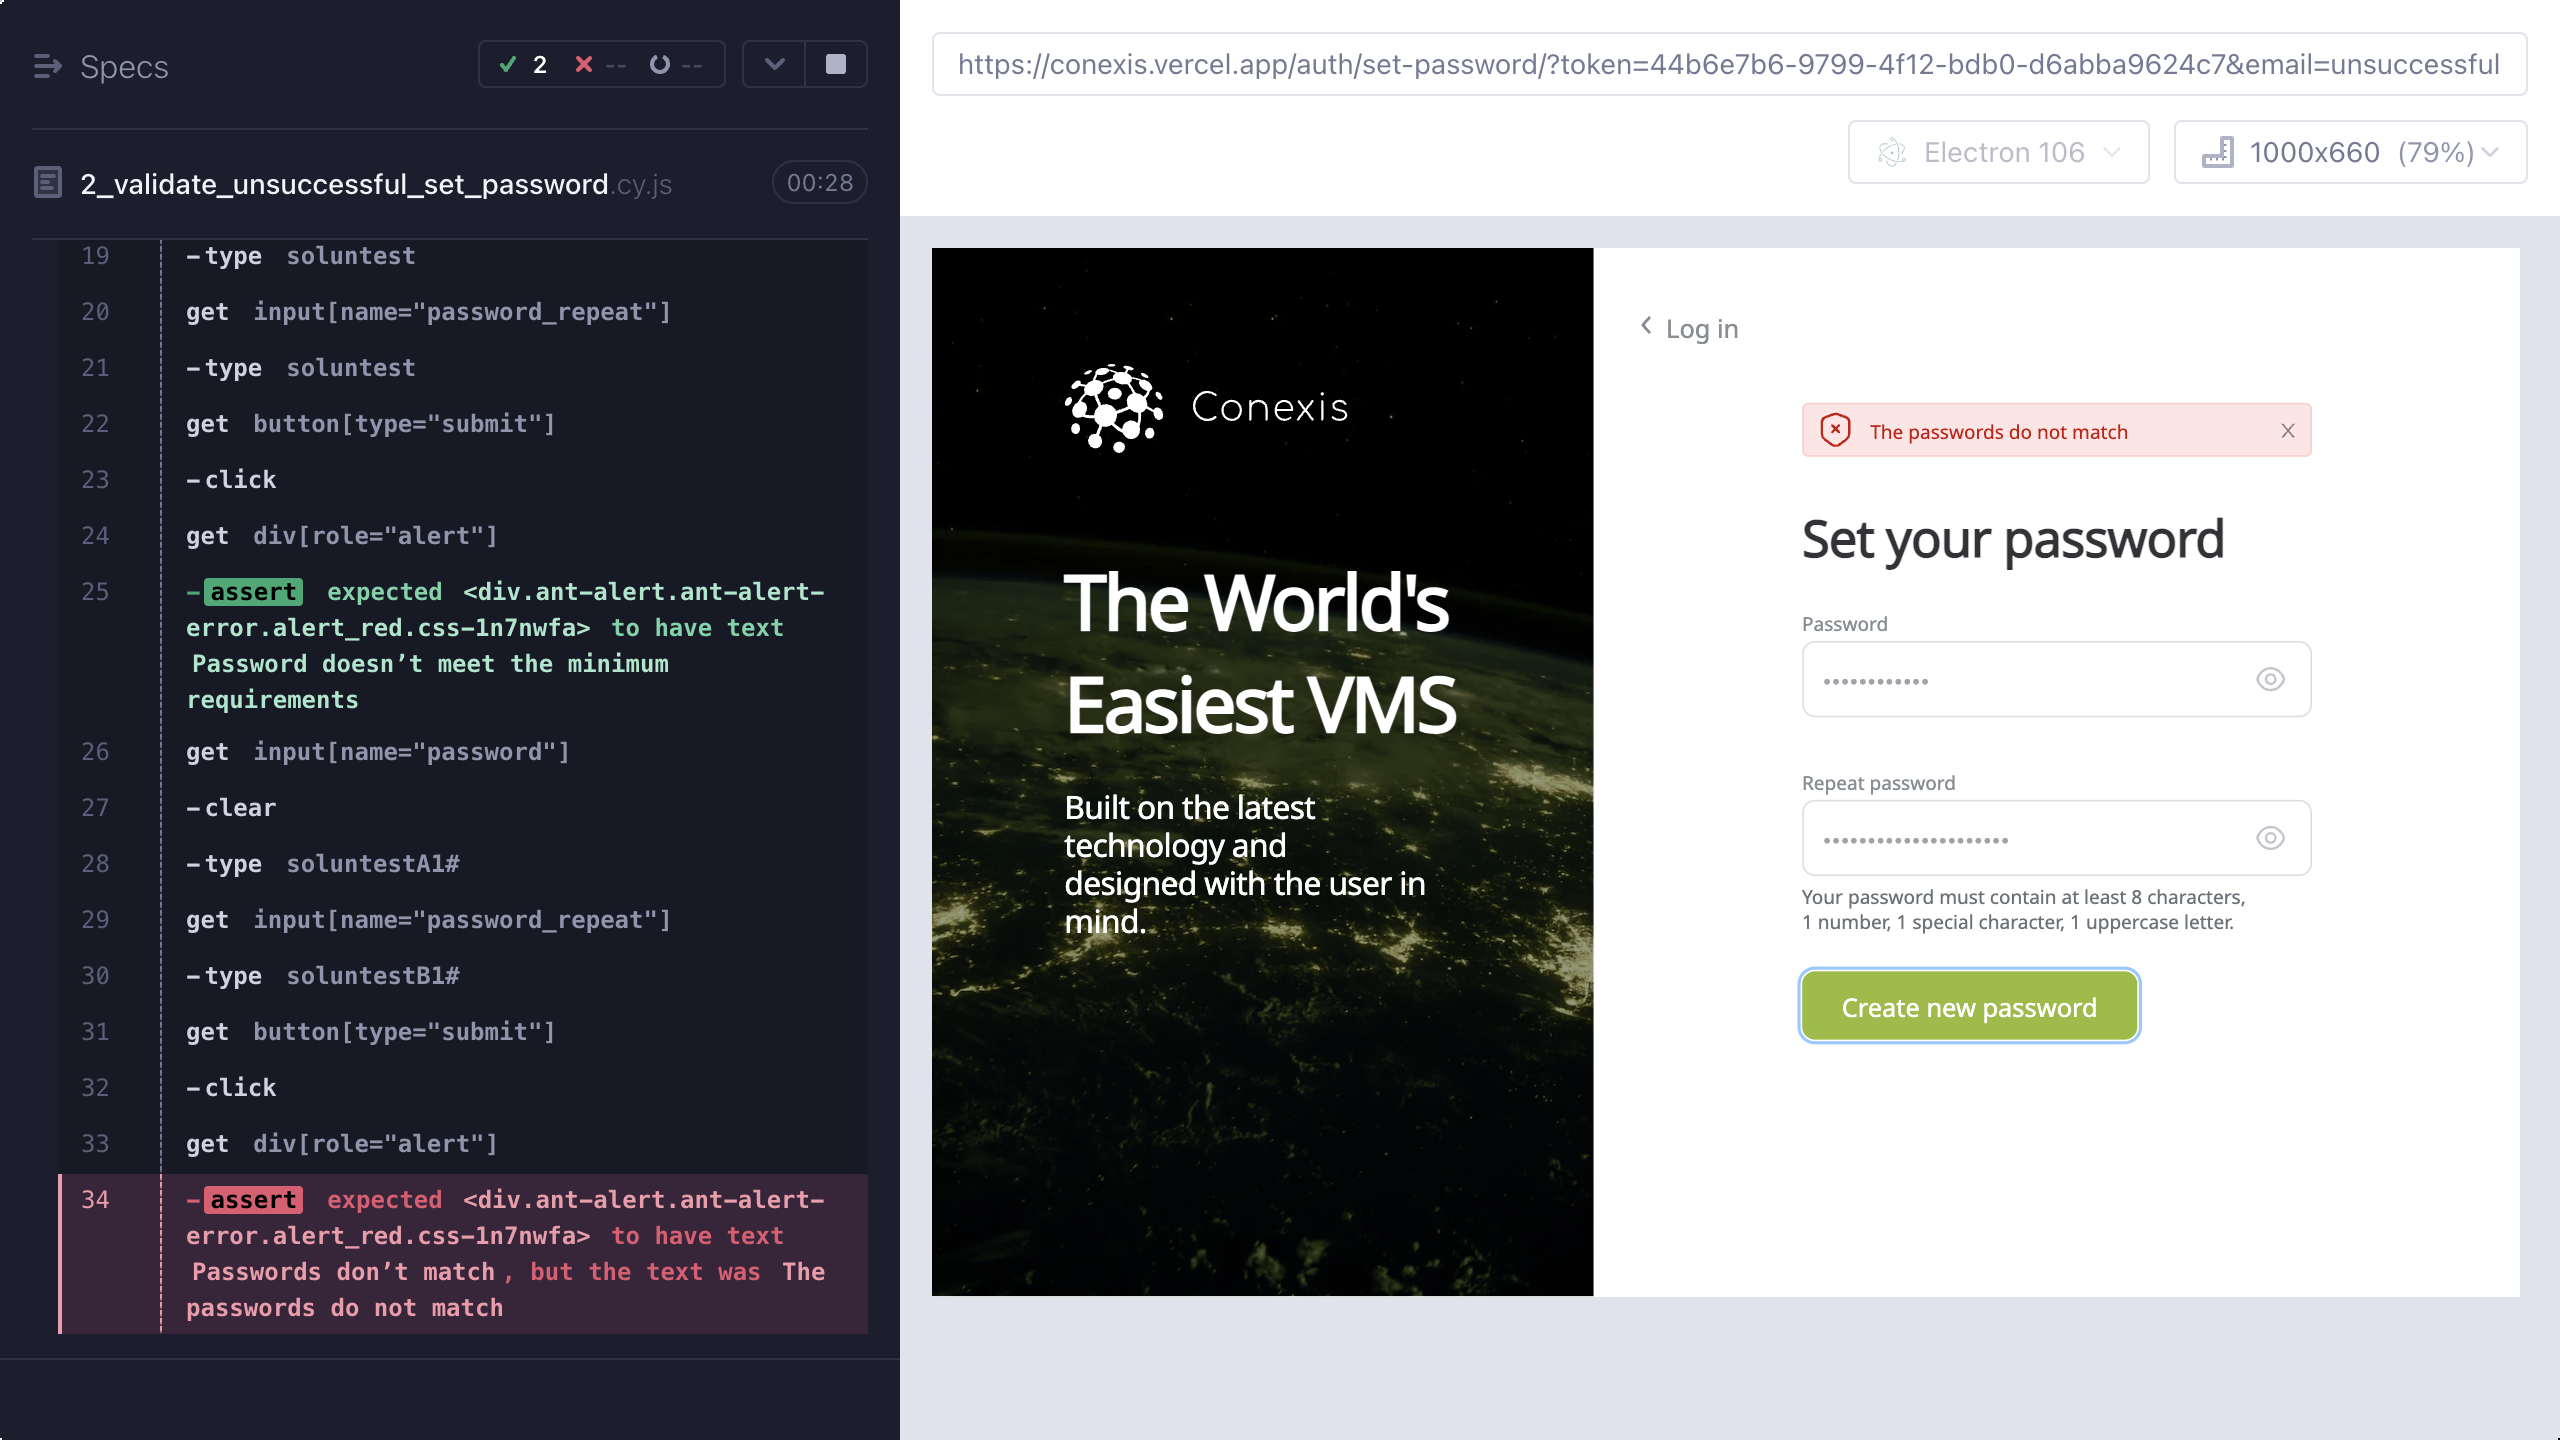 Specs
2
--
--
2_validate_unsuccessful_set_password.cy.js
00:28
19 -type soluntest
20 get input[name="password_repeat"]
21 -type soluntest
22 get button[type="submit"]
23 -click
24 get div[role="alert"]
25 -assert expected <div.ant-alert.ant-alert-
error.alert_red.css-1n7nwfa> to have text
Password doesn’t meet the minimum
requirements
26 get input[name="password"]
27 -clear
28 -type soluntestA1#
29 get input[name="password_repeat"]
30 -type soluntestB1#
31 get button[type="submit"]
32 -click
33 get div[role="alert"]
34 -assert expected <div.ant-alert.ant-alert-
error.alert_red.css-1n7nwfa> to have text
Passwords don’t match, but the text was The
passwords do not match
https://conexis.vercel.app/auth/set-password/?token=44b6e7b6-9799-4f12-bdb0-d6abba9624c7&email=unsuccessful
Electron 106
1000x660 (79%)
Conexis
The World's
Easiest VMS
Built on the latest
technology and
designed with the user in
mind.
Log in
The passwords do not match
Set your password
Password
Repeat password
Your password must contain at least 8 characters,
1 number, 1 special character, 1 uppercase letter.
Create new password